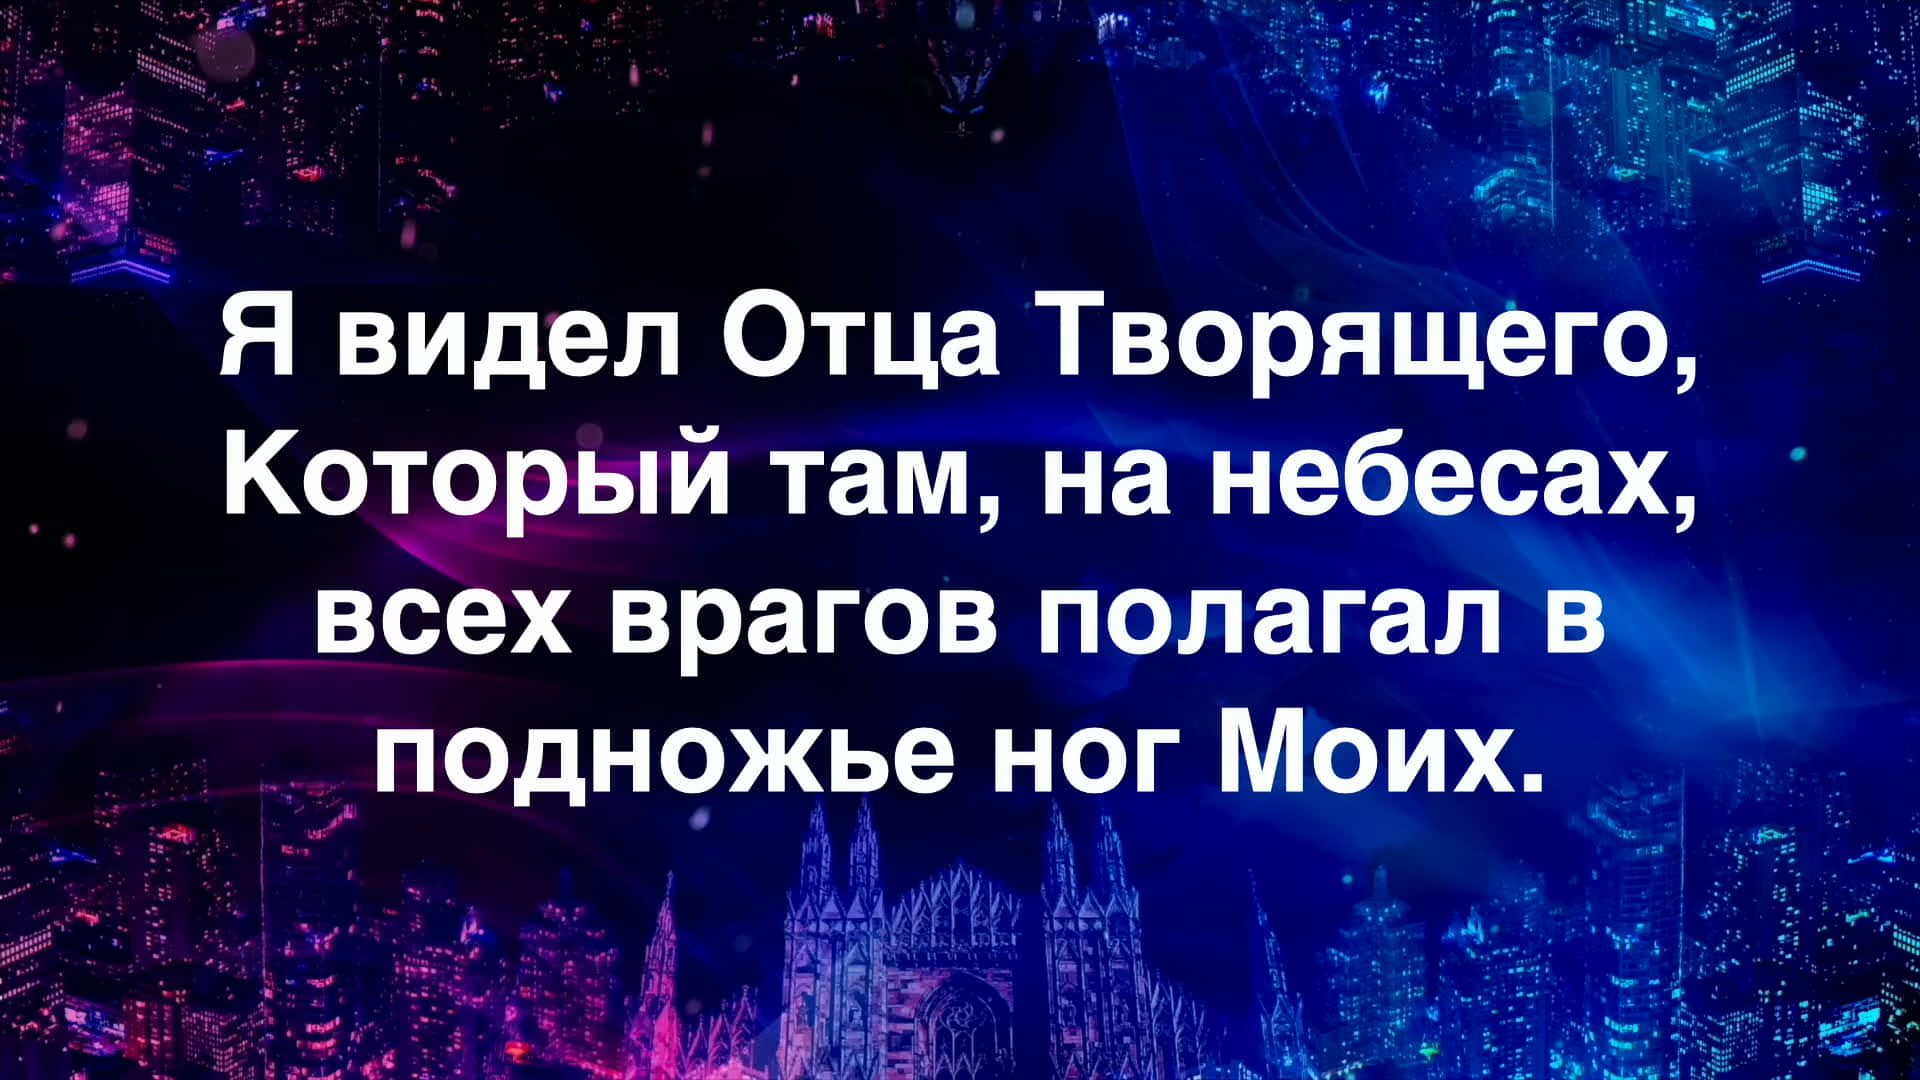 Я видел Отца Творящего,
Который там, на небесах,
всех врагов полагал в
подножье ног Моих.